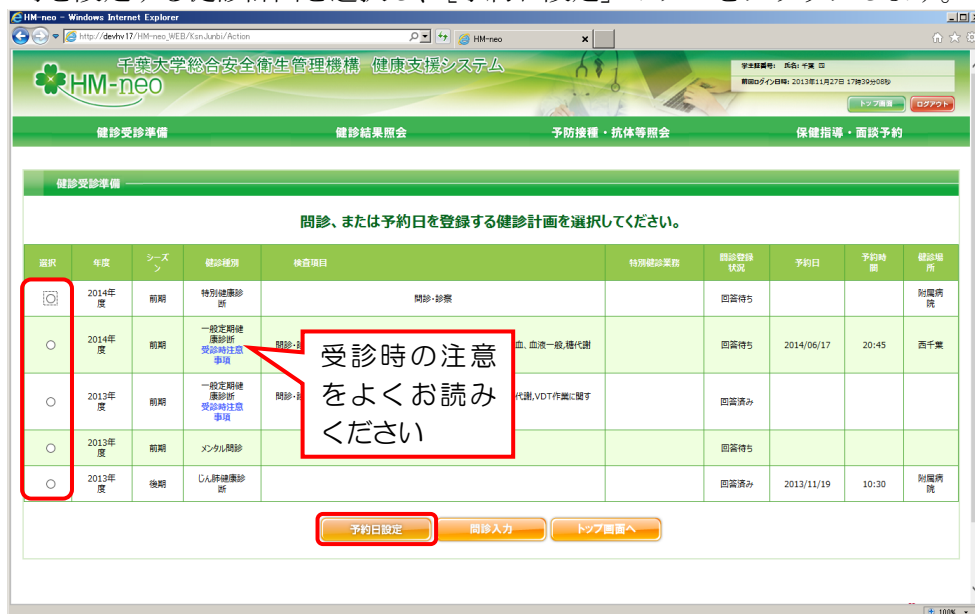 HM-neo - Windows Internet Explorer
http://devhv17/HM-neo_WEB/KsnJunbi/Action
HM-neo
千葉大学総合安全衛生管理機構 健康支援システム
HM-neo
学生証番号: 氏名: 千葉
前回ログイン日時: 2013年11月27日 17時39分08秒
トップ画面 ログアウト
健診受診準備 健診結果照会 予防接種・抗体等照会 保健指導・面談予約
健診受診準備
問診、または予約日を登録する健診計画を選択してください。
選択 年度 シーズン 健診種別 検査項目 特別健診業務 問診登録状況 予約日 予約時間 健診場所
2014年度 前期 特別健康診断 問診・診察 回答待ち 附属病院
2014年度 前期 一般定期健康診断 受診時注意事項 問診・ 血、血液一般,糖代謝 回答待ち 2014/06/17 20:45 西千葉
2013年度 前期 一般定期健康診断 受診時注意事項 問診・ 代謝,VDT作業に関す 回答済み
2013年度 前期 メンタル問診 回答待ち
2013年度 後期 じん肺健康診断 回答済み 2013/11/19 10:30 附属病院
受診時の注意
をよくお読み
ください
予約日設定 問診入力 トップ画面へ
100%